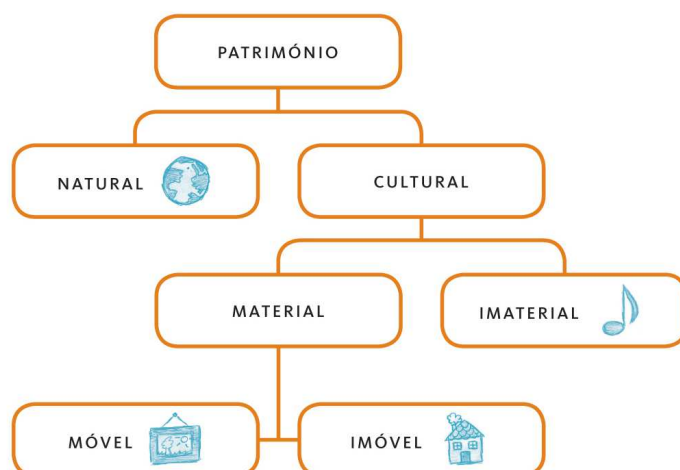 PATRIMÓNIO
NATURAL
CULTURAL
MATERIAL
IMATERIAL
MÓVEL
IMÓVEL